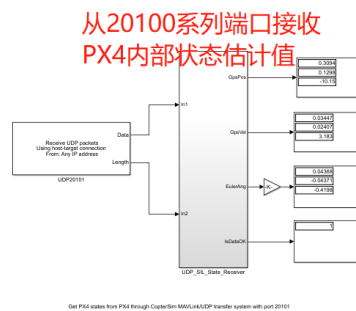 从20100系列端口接收
PX4内部状态估计值
0.3094
0.1298
-10.15
GpsPos
Data
In1
0.03447
0.02407
3.183
GpsVel
Receive UDP packets
Using host-target connection
From: Any IP address
Length
UDP20101
0.04368
-0.04371
-0.4198
EulerAng
-K-
In2
1
IsDataOK
UDP_SIL_State_Receiver
Get PX4 states from PX4 through CopterSim MAVLink/UDP transfer system with port 20101